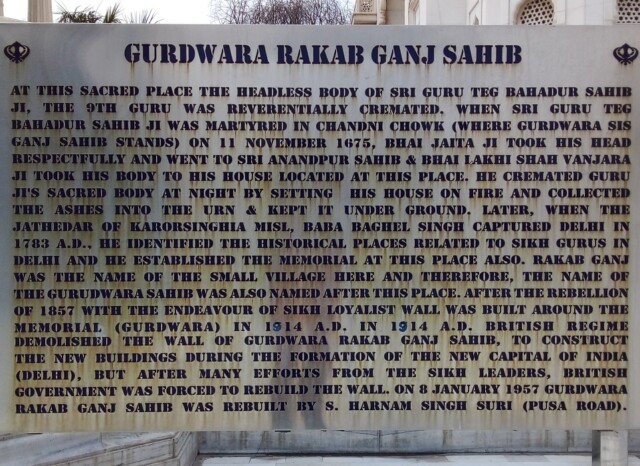 GURDWARA RAKAB GANJ SAHIB
AT THIS SACRED PLACE THE HEADLESS BODY OF SRI GURU TEG BAHADUR SAHIB
JI, THE 9TH GURU WAS REVERENTIALLY CREMATED. WHEN SRI GURU TEG
BAHADUR SAHIB JI WAS MARTYRED IN CHANDNI CHOWK (WHERE GURDWARA SIS
GANJ SAHIB STANDS) ON 11 NOVEMBER 1675, BHAI JAITA JI TOOK HIS HEAD
RESPECTFULLY AND WENT TO SRI ANANDPUR SAHIB & BHAI LAKHI SHAH VANJARA
JI TOOK HIS BODY TO HIS HOUSE LOCATED AT THIS PLACE. HE CREMATED GURU
JI'S SACRED BODY AT NIGHT BY SETTING HIS HOUSE ON FIRE AND COLLECTED
THE ASHES INTO THE URN & KEPT IT UNDER GROUND. LATER, WHEN THE
JATHEDAR OF KARORSINGHIA MISL, BABA BAGHEL SINGH CAPTURED DELHI IN
1783 A.D., HE IDENTIFIED THE HISTORICAL PLACES RELATED TO SIKH GURUS IN
DELHI AND HE ESTABLISHED THE MEMORIAL AT THIS PLACE ALSO. RAKAB GANJ
WAS THE NAME OF THE SMALL VILLAGE HERE AND THEREFORE, THE NAME OF
THE GURUDWARA SAHIB WAS ALSO NAMED AFTER THIS PLACE. AFTER THE REBELLION
OF 1857 WITH THE ENDEAVOUR OF SIKH LOYALIST WALL WAS BUILT AROUND THE
MEMORIAL (GURDWARA) IN 1914 A.D. IN 1914 A.D. BRITISH REGIME
DEMOLISHED THE WALL OF GURDWARA RAKAB GANJ SAHIB, TO CONSTRUCT
THE NEW BUILDINGS DURING THE FORMATION OF THE NEW CAPITAL OF INDIA
(DELHI), BUT AFTER MANY EFFORTS FROM THE SIKH LEADERS, BRITISH
GOVERNMENT WAS FORCED TO REBUILD THE WALL. ON 8 JANUARY 1957 GURDWARA
RAKAB GANJ SAHIB WAS REBUILT BY S. HARNAM SINGH SURI (PUSA ROAD).